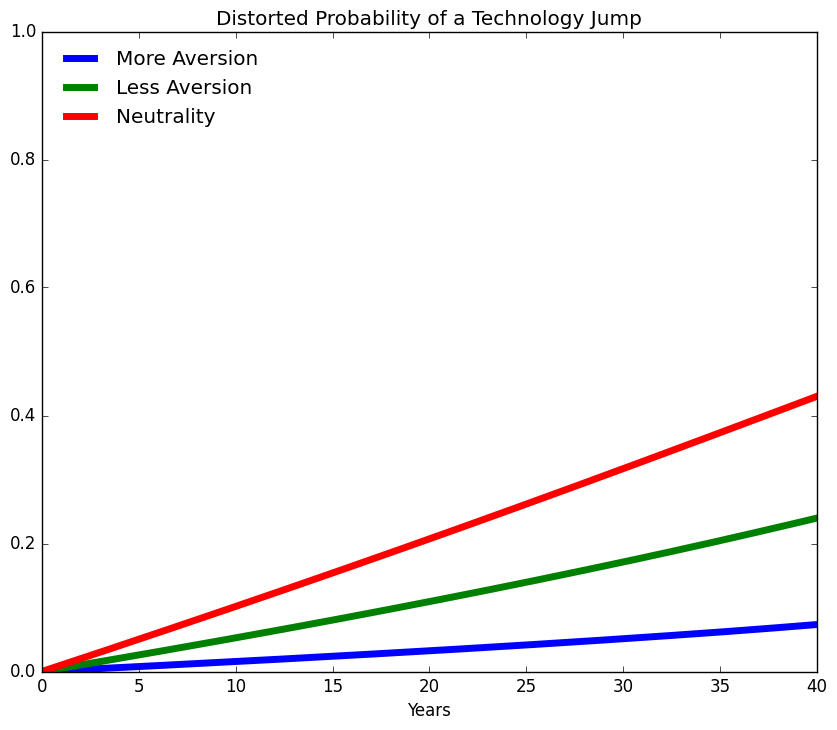 Distorted Probability of a Technology Jump
1.0
More Aversion
Less Aversion
Neutrality
0.8
0.6
0.4
0.2
0.0
0 5 10 15 20 25 30 35 40
Years